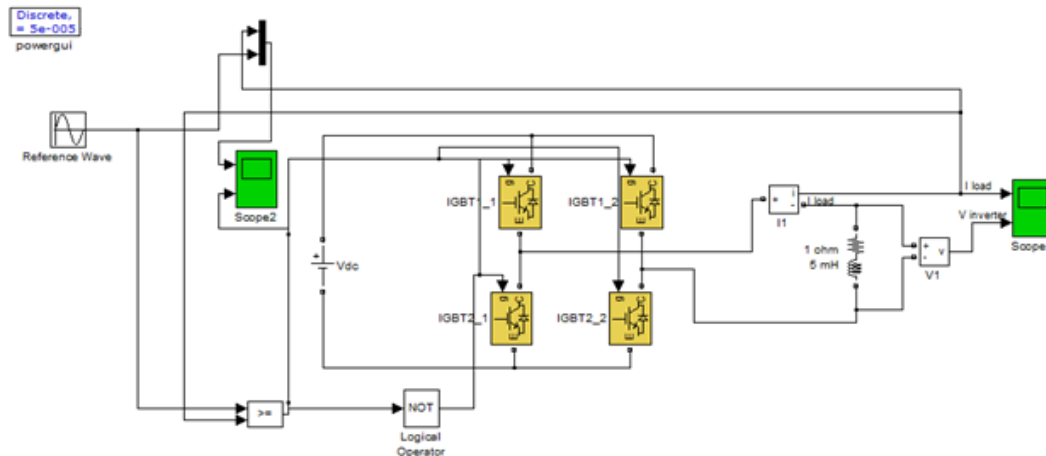 Discrete,
= 5e-005
powergui
Reference Wave
Scope2
Vdc
IGBT1_1
g
C
E
IGBT1_2
g
C
E
IGBT2_1
g
C
E
IGBT2_2
g
C
E
+
i
-
I1
I load
I load
V inverter
1 ohm
5 mH
+
-
v
V1
Scope
>=
NOT
Logical
Operator